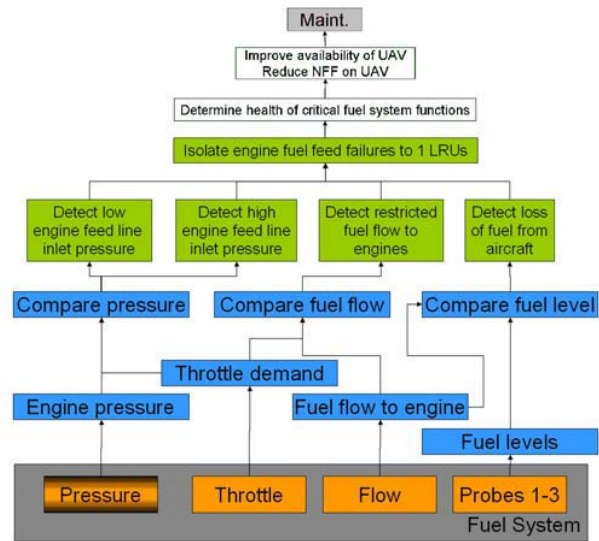 Maint.
Improve availability of UAV
Reduce NFF on UAV
Determine health of critical fuel system functions
Isolate engine fuel feed failures to 1 LRUs
Detect low
engine feed line
inlet pressure
Detect high
engine feed line
inlet pressure
Detect restricted
fuel flow to
engines
Detect loss
of fuel from
aircraft
Compare pressure
Compare fuel flow
Compare fuel level
Throttle demand
Engine pressure
Fuel flow to engine
Fuel levels
Pressure
Throttle
Flow
Probes 1-3
Fuel System